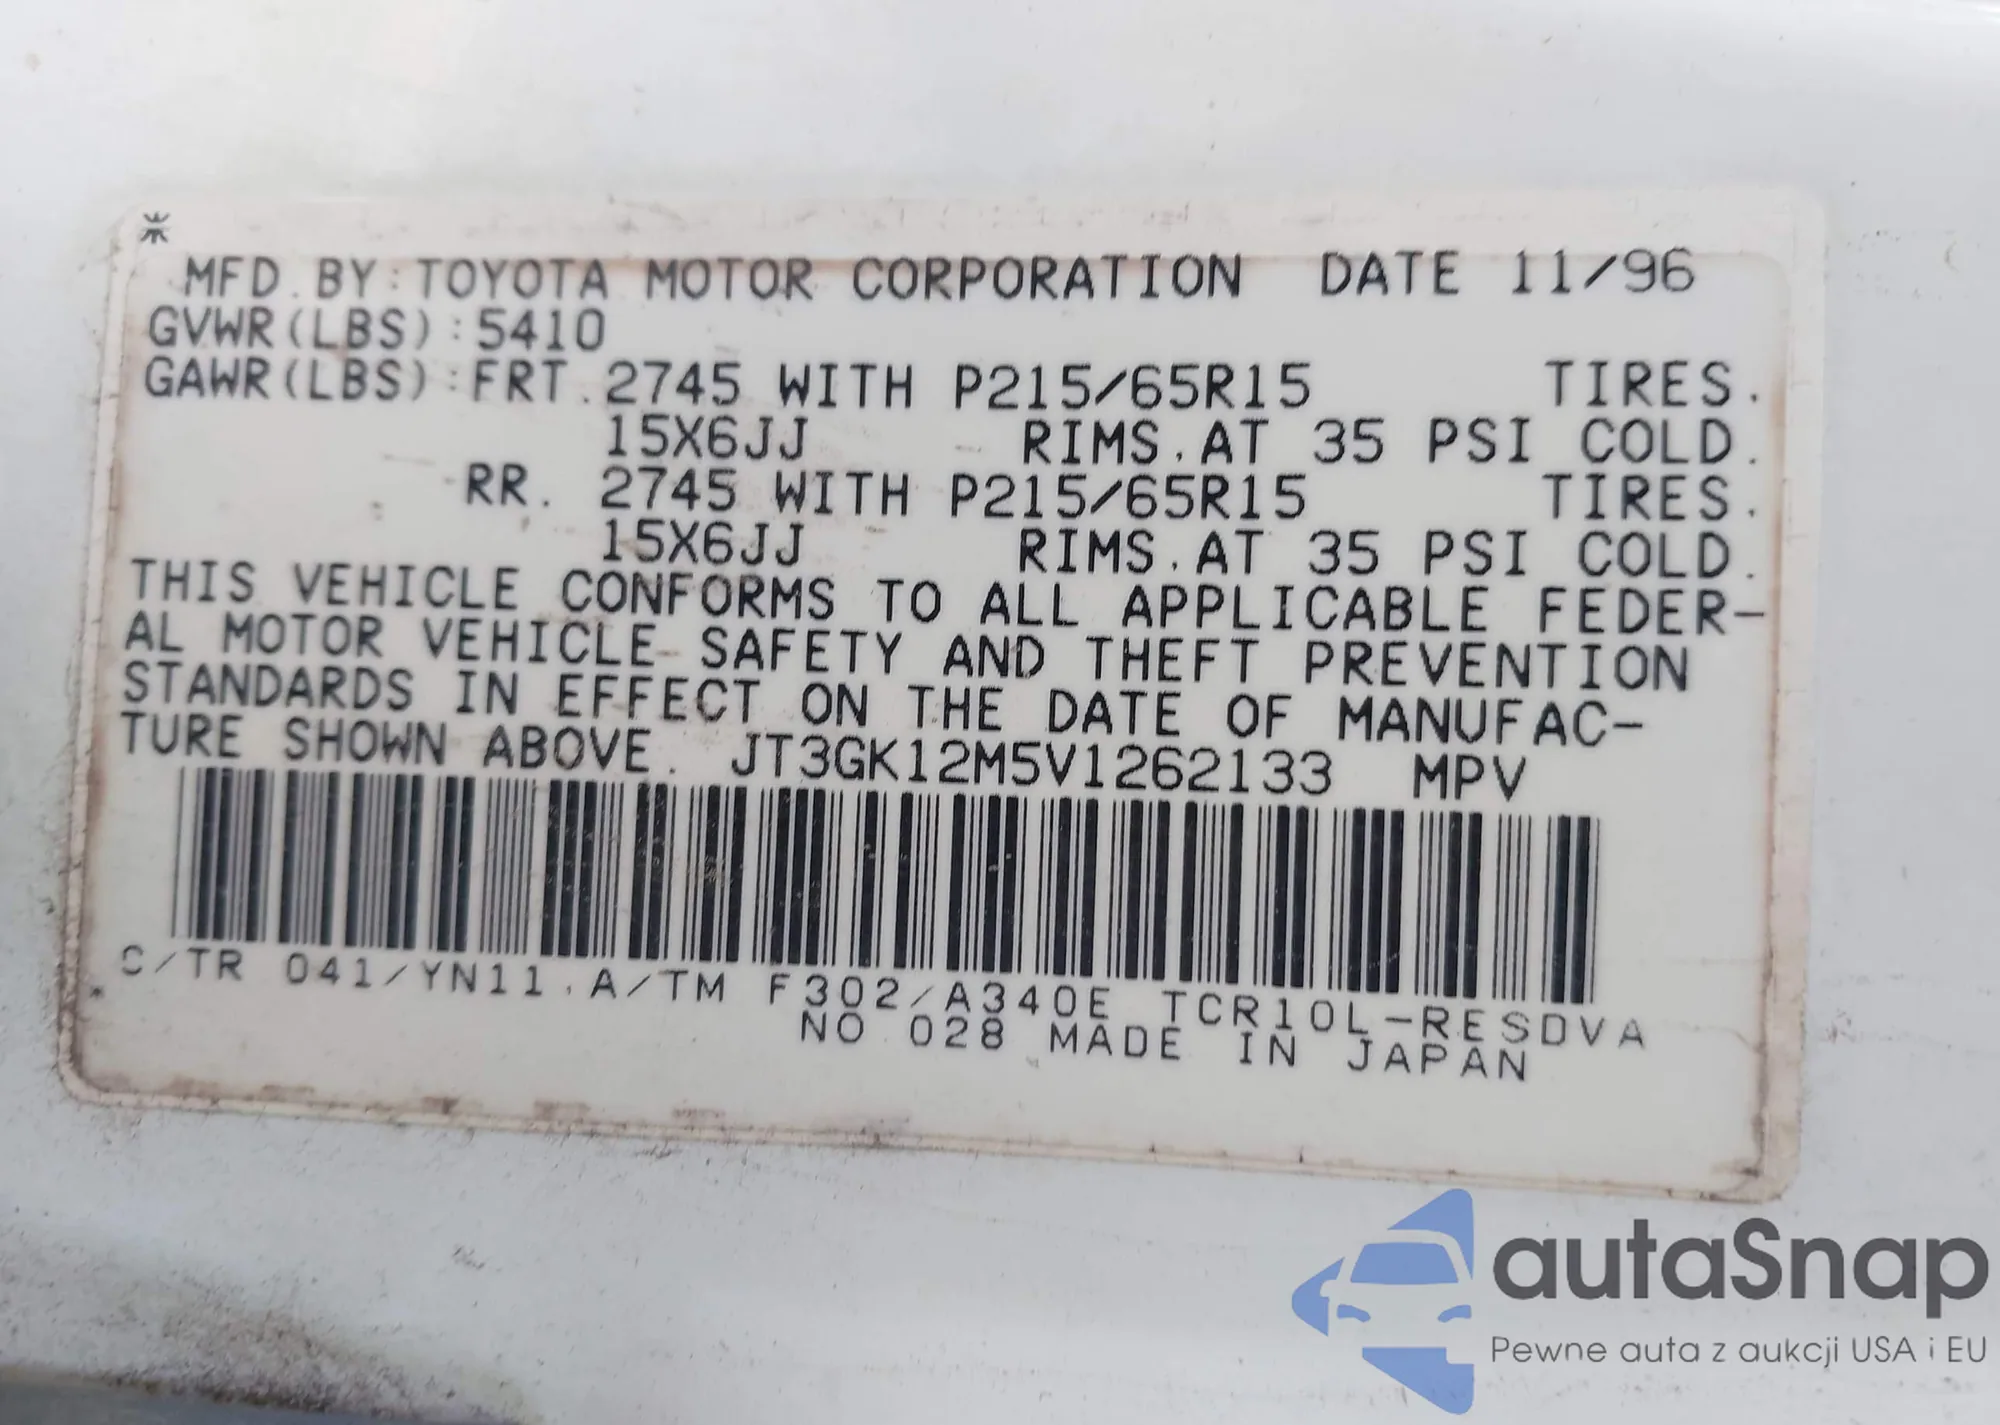 MFD. BY: TOYOTA MOTOR CORPORATION DATE 11/96
GVWR(LBS): 5410
GAWR(LBS): FRT. 2745 WITH P215/65R15 TIRES.
15X6JJ RIMS. AT 35 PSI COLD.
RR. 2745 WITH P215/65R15 TIRES.
15X6JJ RIMS. AT 35 PSI COLD.
THIS VEHICLE CONFORMS TO ALL APPLICABLE FEDER-
AL MOTOR VEHICLE SAFETY AND THEFT PREVENTION
STANDARDS IN EFFECT ON THE DATE OF MANUFAC-
TURE SHOWN ABOVE. JT3GK12M5V1262133 MPV
C/TR 041/YN11. A/TM F302/A340E TCR10L-RESDVA
NO 028 MADE IN JAPAN
autaSnap
Pewne auta z aukcji USA i EU